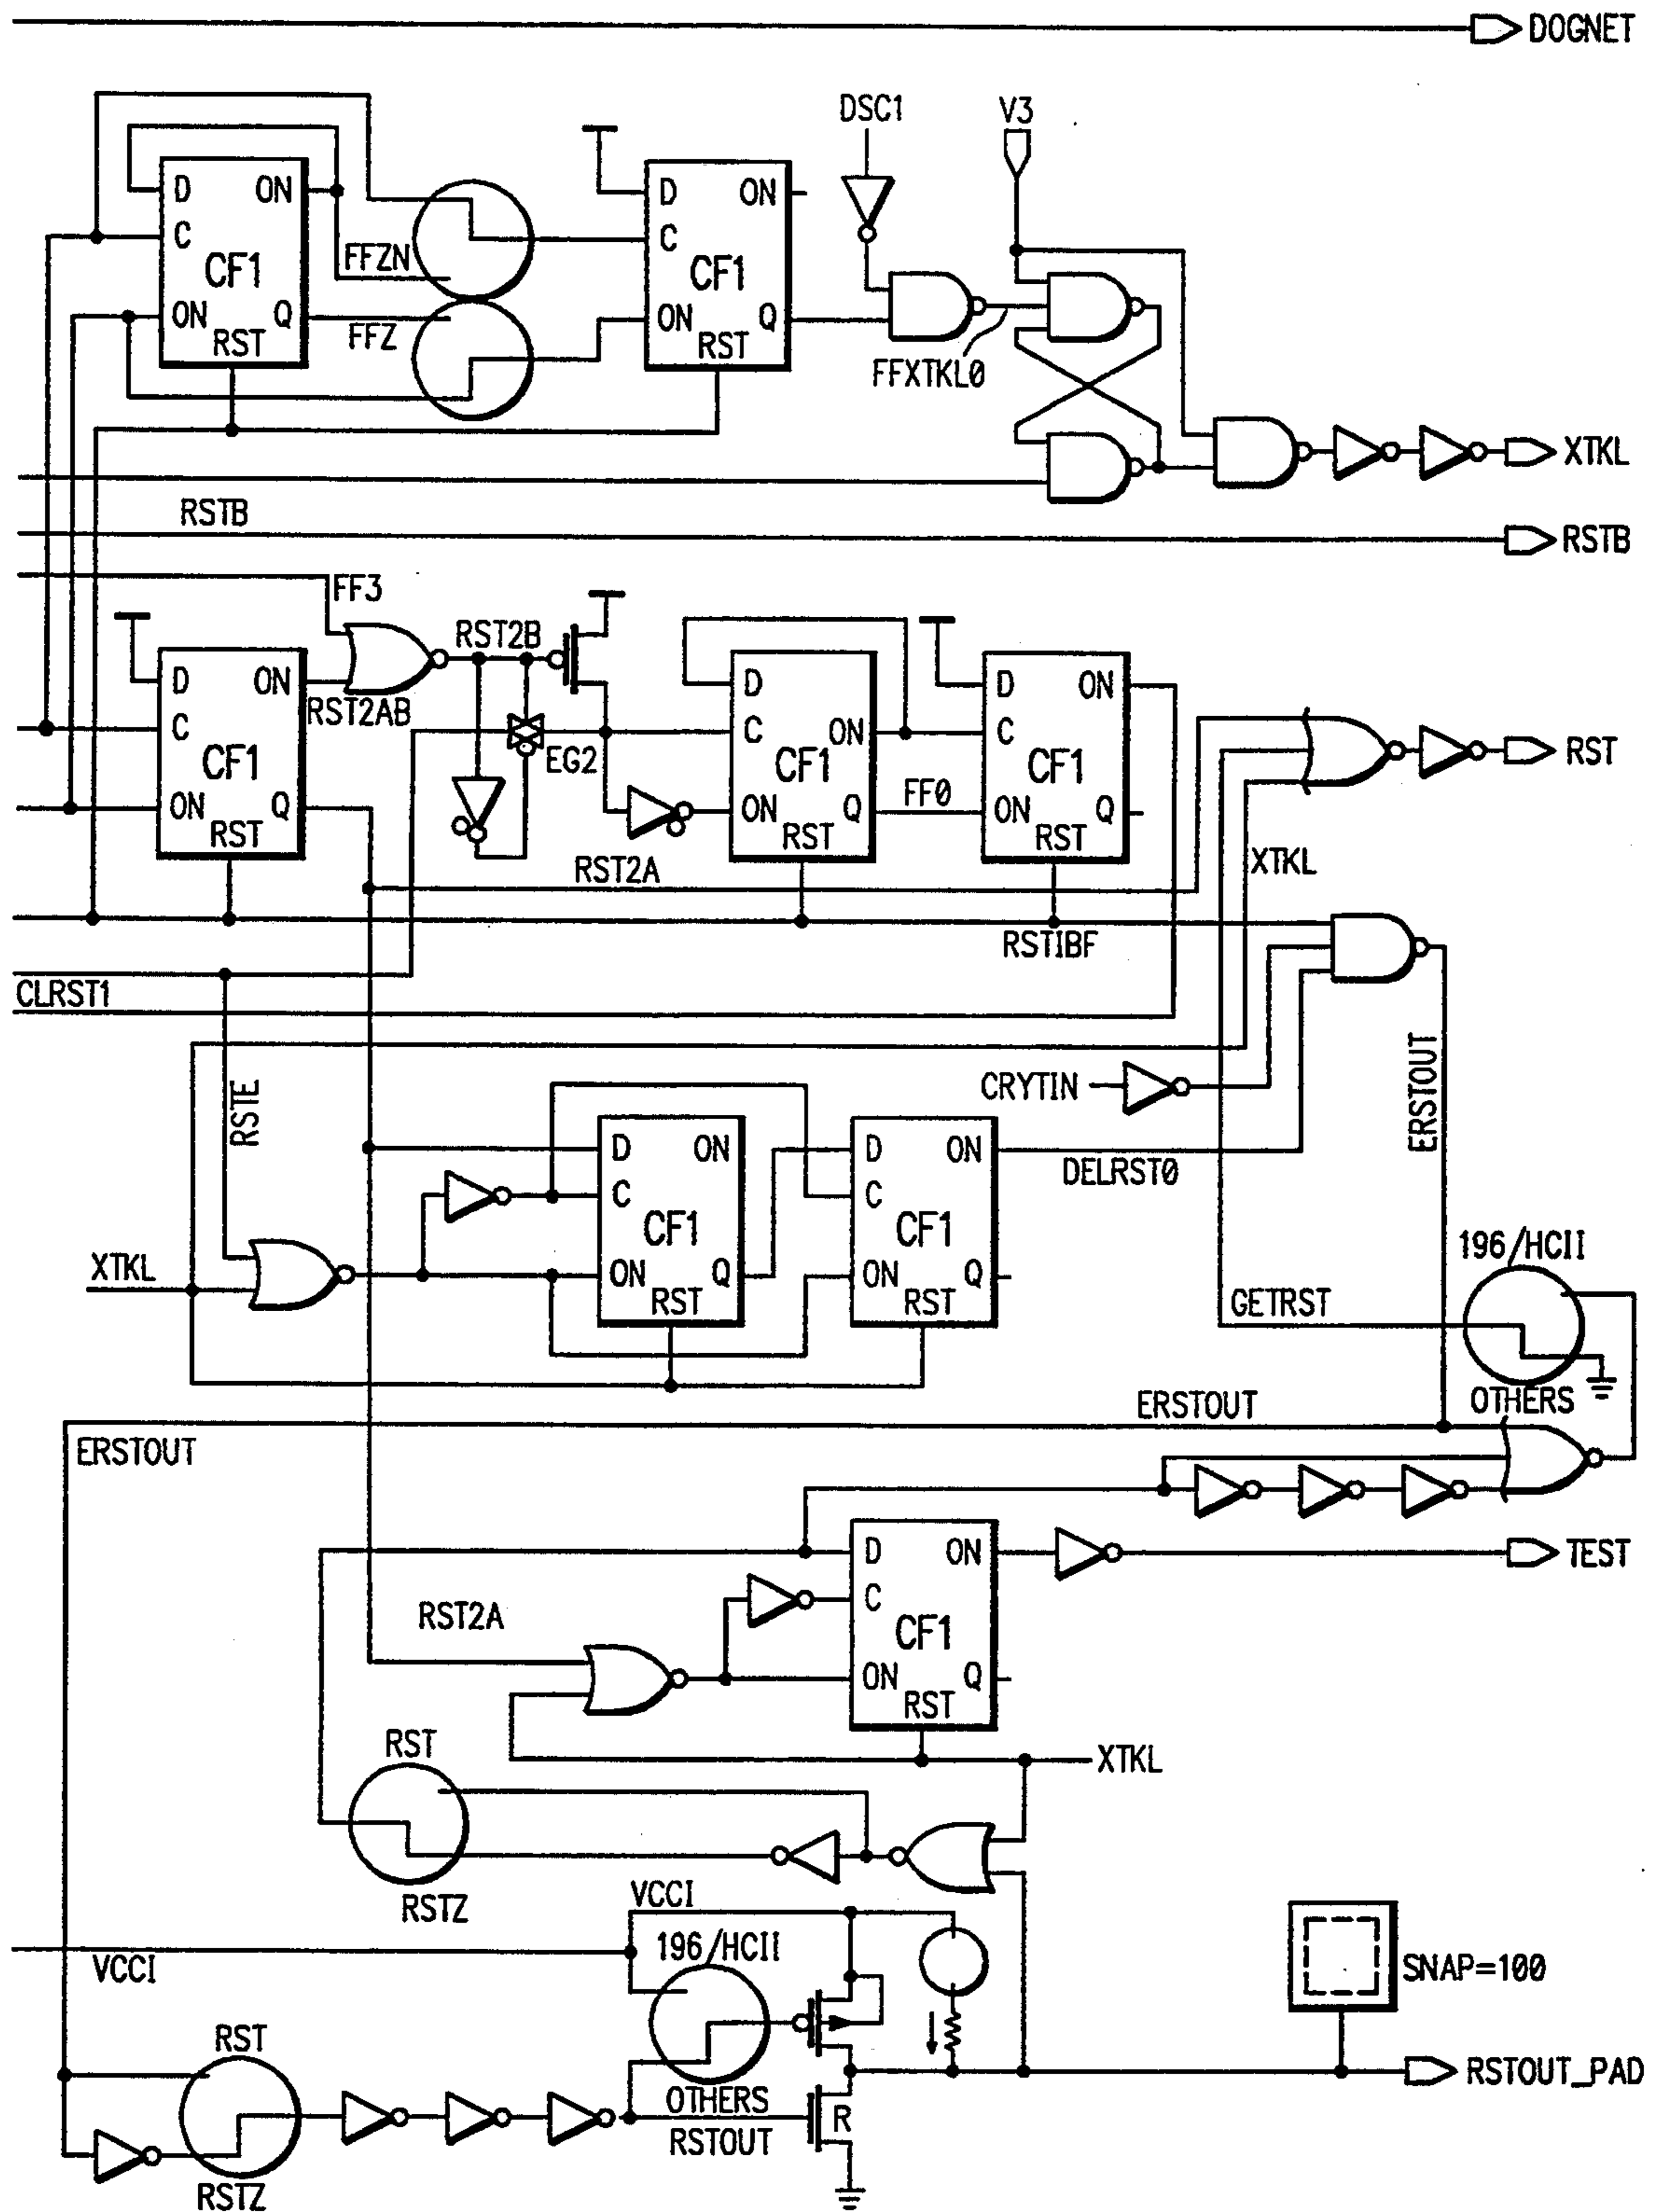 DOGNET
DSC1 V3
D ON D ON
C C
FFZN
CF1 CF1
ON Q ON Q
FFZ
RST RST
FFXTKL0
XTKL
RSTB
RSTB
FF3
RST2B
D ON D D ON
RST2AB
C C ON C
EG2 RST
CF1 CF1 CF1
FF0
ON Q ON Q ON Q
RST RST RST
XTKL
RST2A
RSTIBF
CLRST1
CRYTIN
ERSTOUT
RSTE
D ON D ON
DELRST0
C C
CF1 CF1
196/HCII
XTKL
ON Q ON Q
RST RST
GETRST
OTHERS
ERSTOUT
ERSTOUT
D ON TEST
C
RST2A
CF1
ON Q
RST
RST
XTKL
VCCI
RSTZ
196/HCII
VCCI
SNAP=100
RST
RSTOUT_PAD
OTHERS
R
RSTOUT
RSTZ